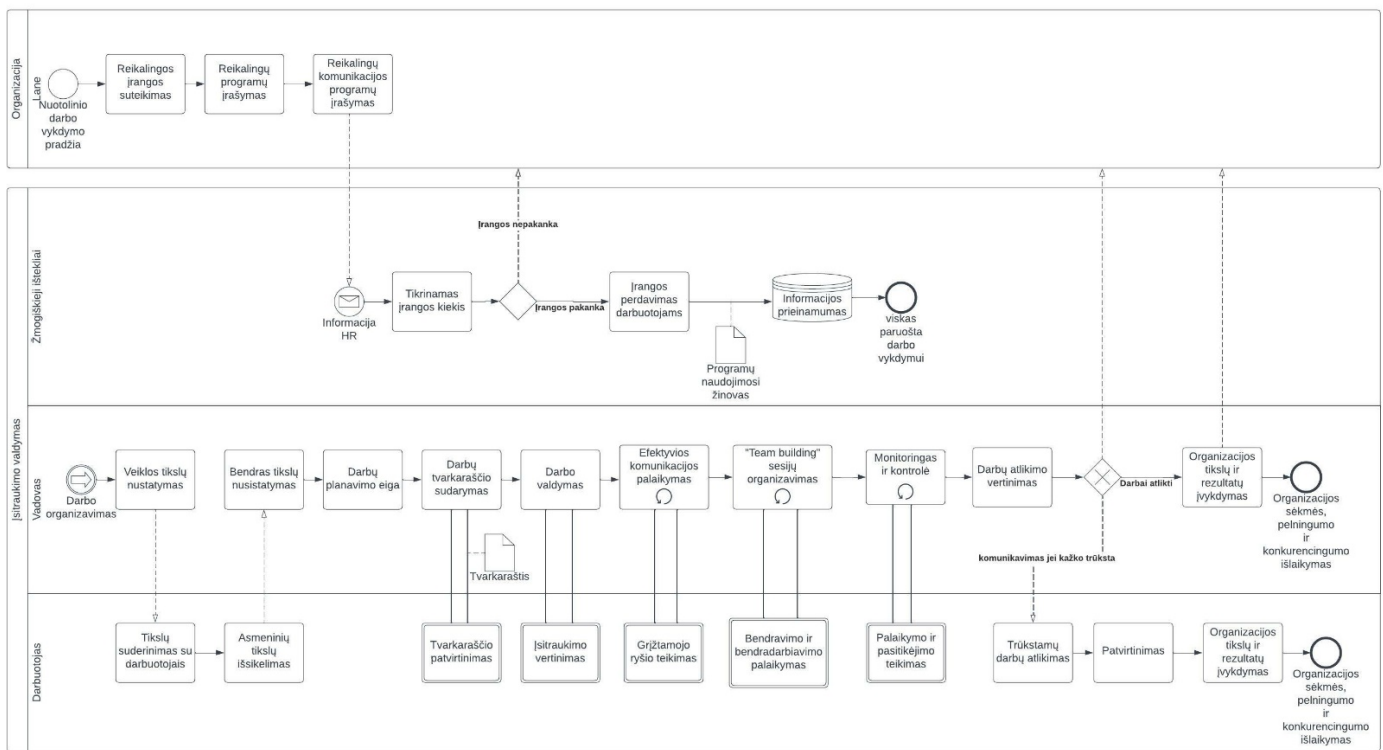 Organizacija
Lane
Nuotolinio
darbo
vykdymo
pradžia
Reikalingos
įrangos
suteikimas
Reikalingų
programų
įrašymas
Reikalingų
komunikacijos
programų
įrašymas
Įsitraukimo valdymas
Žmogiškieji ištekliai
Informacija
HR
Tikrinamas
įrangos kiekis
Įrangos nepakanka
Įrangos pakanka
Įrangos
perdavimas
darbuotojams
Programų
naudojimosi
žinovas
Informacijos
prieinamumas
viskas
paruošta
darbo
vykdymui
Vadovas
Darbo
organizavimas
Veiklos tikslų
nustatymas
Bendras tikslų
nusistatymas
Darbų
planavimo eiga
Darbų
tvarkaraščio
sudarymas
Tvarkaraštis
Darbo
valdymas
Efektyvios
komunikacijos
palaikymas
"Team building"
sesijų
organizavimas
Monitoringas
ir kontrolė
Darbų atlikimo
vertinimas
Darbai atlikti
komunikavimas jei kažko trūksta
Organizacijos
tikslų ir
rezultatų
įvykdymas
Organizacijos
sėkmės,
pelningumo
ir
konkurencingumo
išlaikymas
Darbuotojas
Tikslų
suderinimas su
darbuotojais
Asmeninių
tikslų
išsikelimas
Tvarkaraščio
patvirtinimas
Įsitraukimo
vertinimas
Grįžtamojo
ryšio teikimas
Bendravimo ir
bendradarbiavimo
palaikymas
Palaikymo ir
pasitikėjimo
teikimas
Trūkstamų
darbų atlikimas
Patvirtinimas
Organizacijos
tikslų ir
rezultatų
įvykdymas
Organizacijos
sėkmės,
pelningumo
ir
konkurencingumo
išlaikymas